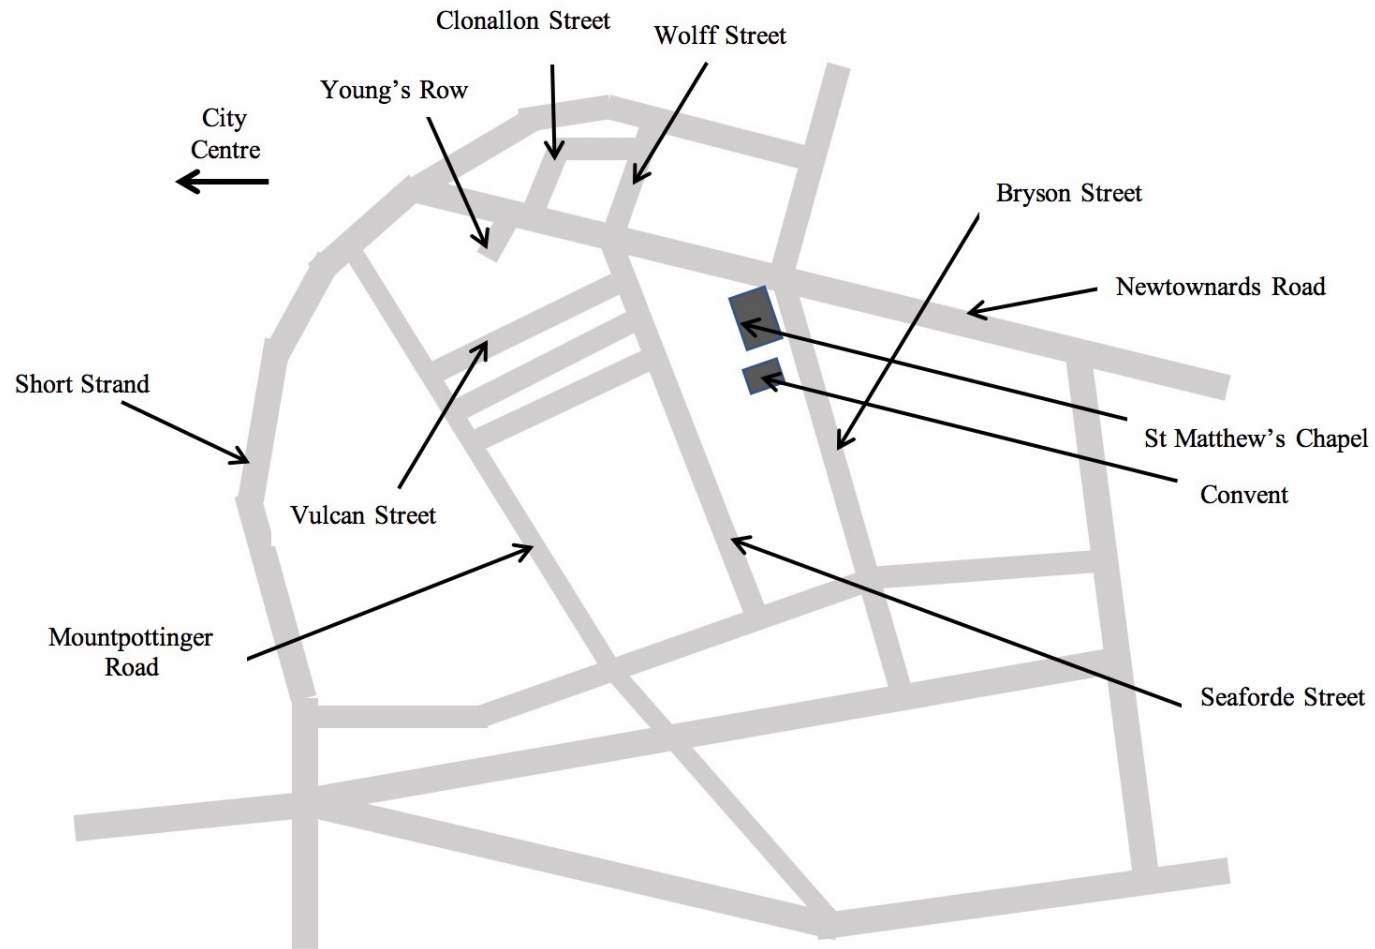 Clonallon Street
Wolff Street
Young's Row
City
Centre
Bryson Street
Newtownards Road
Short Strand
St Matthew's Chapel
Convent
Vulcan Street
Mountpottinger
Road
Seaforde Street